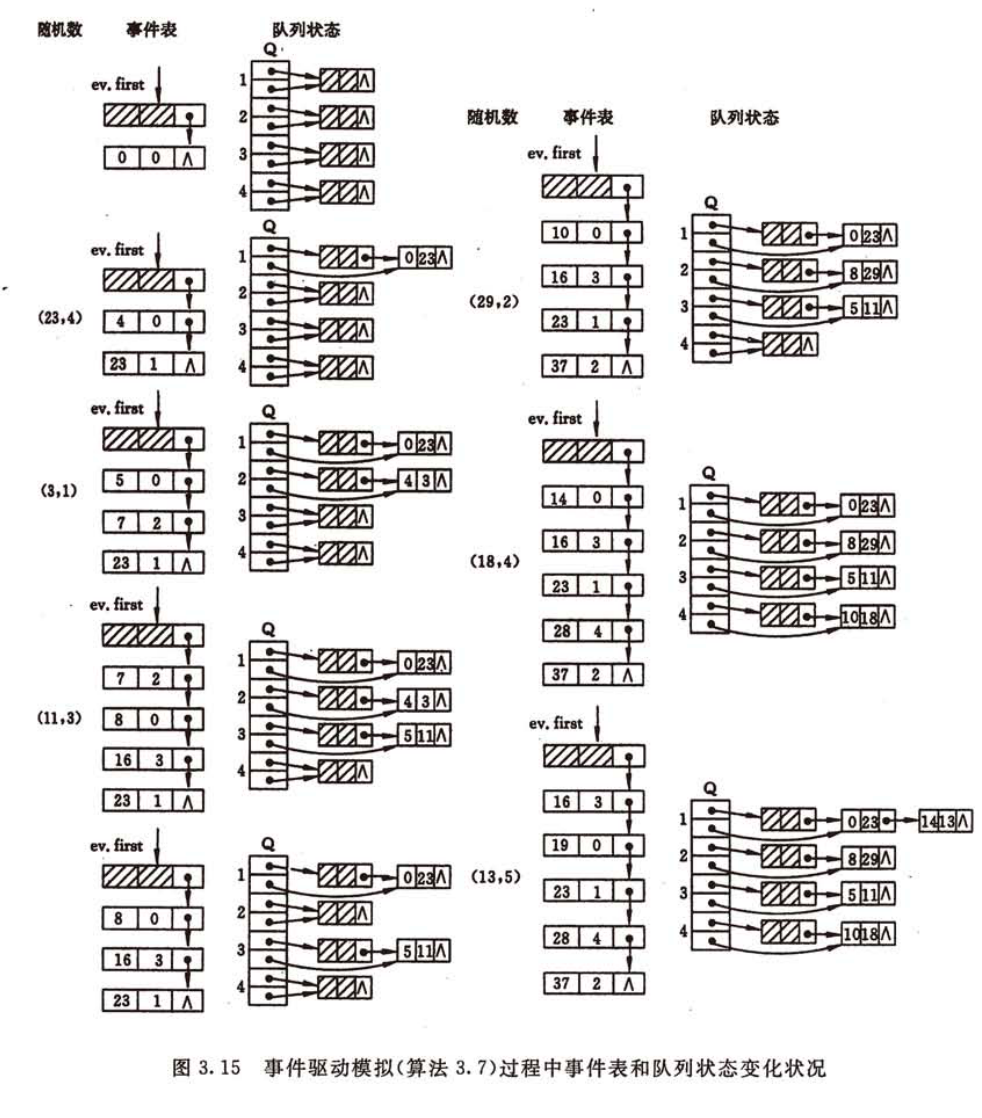 随机数 事件表 队列状态
ev. first
Q
1
2
3
4
0 0 ∧
∧
∧
∧
∧
(23,4)
ev. first
4 0
23 1 ∧
Q
1
2
3
4
0 23 ∧
∧
∧
∧
(3,1)
ev. first
5 0
7 2
23 1 ∧
Q
1
2
3
4
0 23 ∧
4 3 ∧
∧
∧
(11,3)
ev. first
7 2
8 0
16 3
23 1 ∧
Q
1
2
3
4
0 23 ∧
4 3 ∧
5 11 ∧
∧
ev. first
8 0
16 3
23 1 ∧
Q
1
2
3
4
0 23 ∧
∧
5 11 ∧
∧
随机数 事件表 队列状态
(29,2)
ev. first
10 0
16 3
23 1
37 2 ∧
Q
1
2
3
4
0 23 ∧
8 29 ∧
5 11 ∧
∧
(18,4)
ev. first
14 0
16 3
23 1
28 4
37 2 ∧
Q
1
2
3
4
0 23 ∧
8 29 ∧
5 11 ∧
10 18 ∧
(13,5)
ev. first
16 3
19 0
23 1
28 4
37 2 ∧
Q
1
2
3
4
0 23 14 13 ∧
8 29 ∧
5 11 ∧
10 18 ∧
图 3.15 事件驱动模拟(算法 3.7)过程中事件表和队列状态变化状况